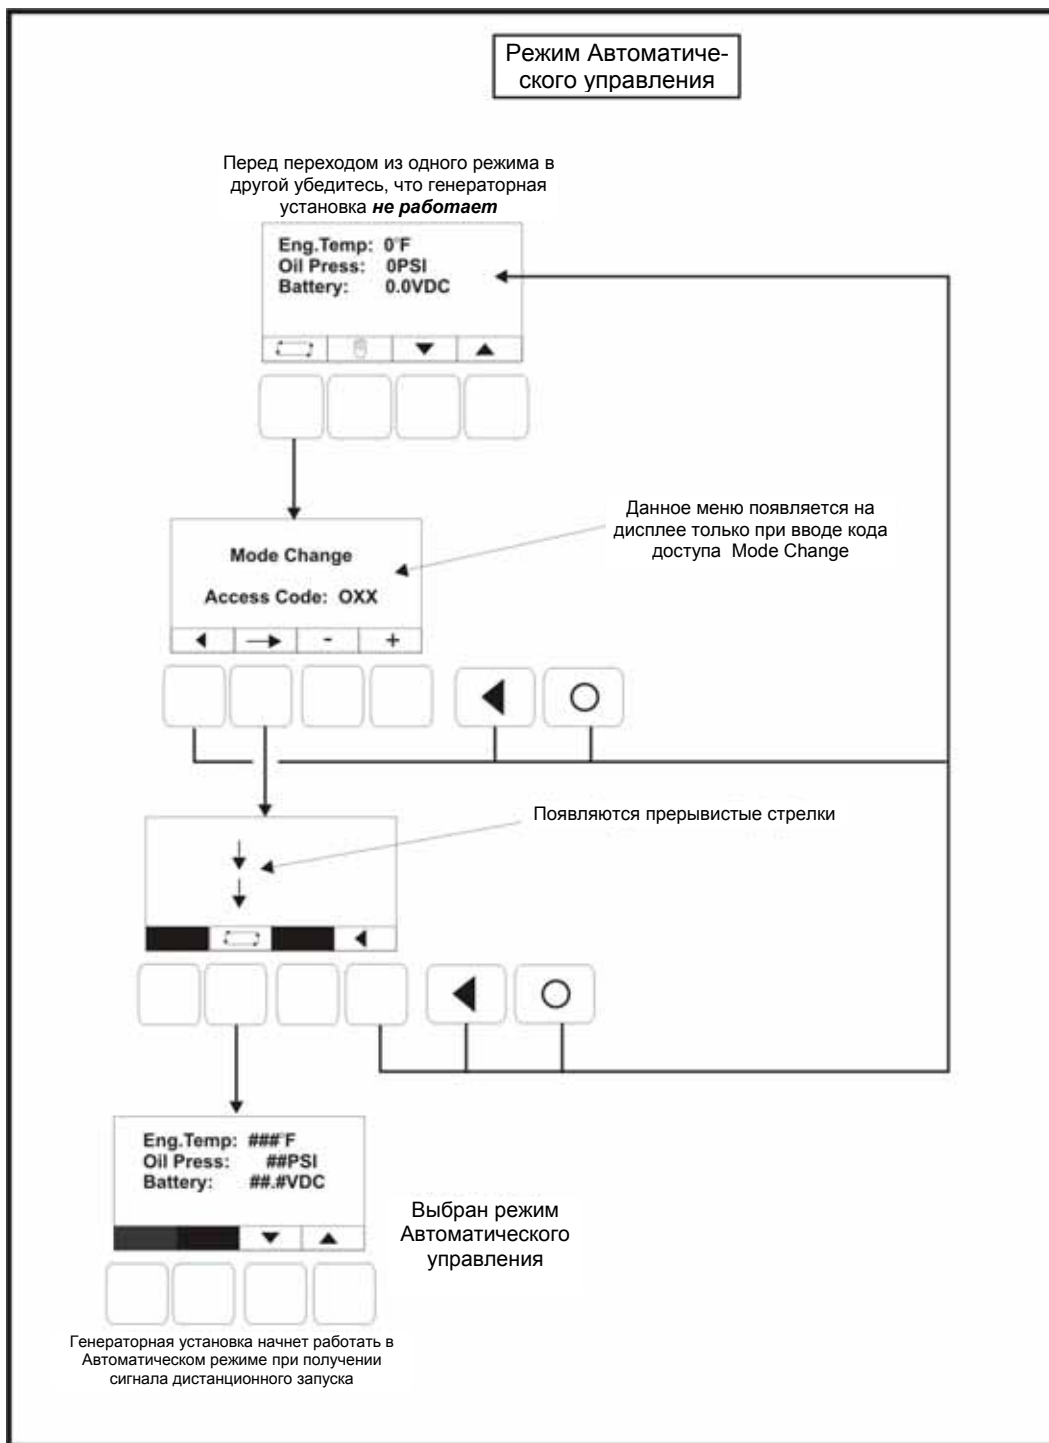 Режим Автоматиче-
ского управления
Перед переходом из одного режима в
другой убедитесь, что генераторная
установка не работает
Eng.Temp: 0°F
Oil Press: 0PSI
Battery: 0.0VDC
Данное меню появляется на
дисплее только при вводе кода
доступа Mode Change
Mode Change
Access Code: OXX
- +
Появляются прерывистые стрелки
Eng.Temp: ###°F
Oil Press: ##PSI
Battery: ##.#VDC
Выбран режим
Автоматического
управления
Генераторная установка начнет работать в
Автоматическом режиме при получении
сигнала дистанционного запуска